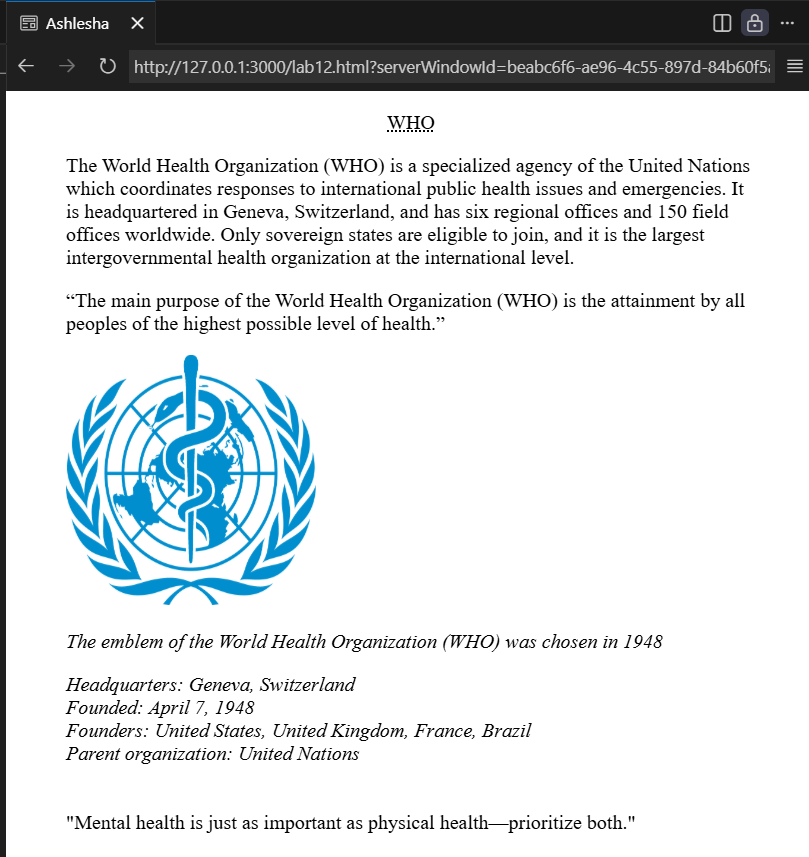 Ashlesha
http://127.0.0.1:3000/lab12.html?serverWindowId=beabc6f6-ae96-4c55-897d-84b60f5
WHO
The World Health Organization (WHO) is a specialized agency of the United Nations
which coordinates responses to international public health issues and emergencies. It
is headquartered in Geneva, Switzerland, and has six regional offices and 150 field
offices worldwide. Only sovereign states are eligible to join, and it is the largest
intergovernmental health organization at the international level.
“The main purpose of the World Health Organization (WHO) is the attainment by all
peoples of the highest possible level of health.”
The emblem of the World Health Organization (WHO) was chosen in 1948
Headquarters: Geneva, Switzerland
Founded: April 7, 1948
Founders: United States, United Kingdom, France, Brazil
Parent organization: United Nations
"Mental health is just as important as physical health—prioritize both."